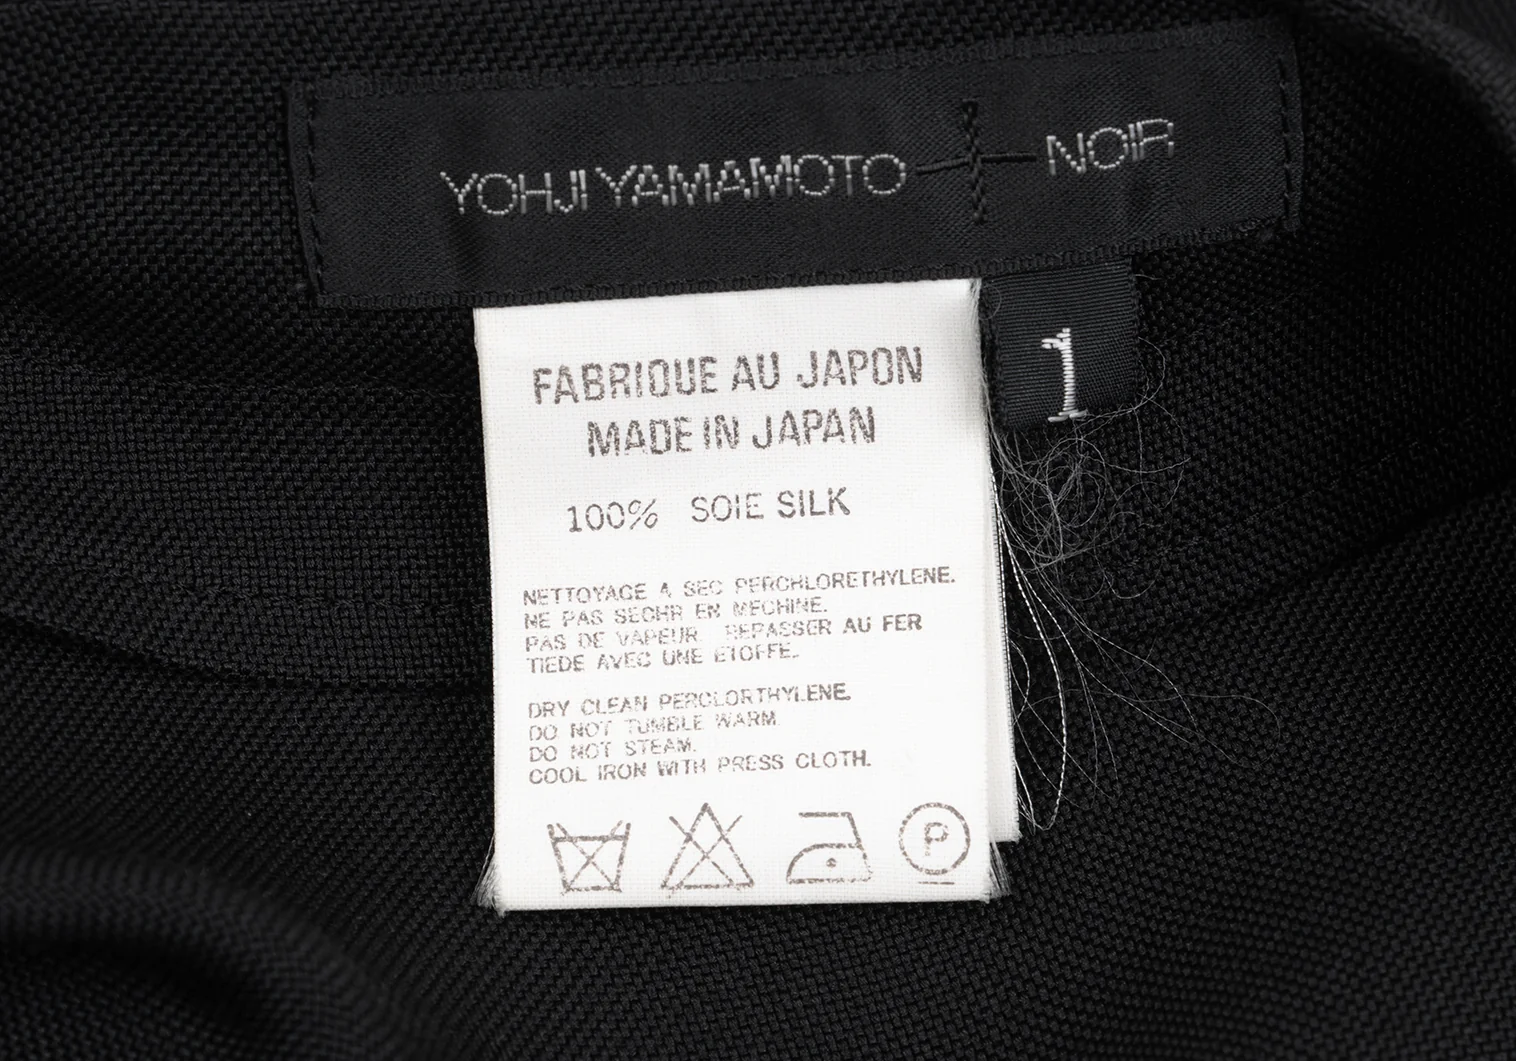 YOHJI YAMAMOTO NOIR
1
FABRIQUE AU JAPON
MADE IN JAPAN
100% SOIE SILK
NETTOYAGE A SEC PERCHLORETHYLENE.
NE PAS SECHR EN MECHINE.
PAS DE VAPEUR. REPASSER AU FER
TIEDE AVEC UNE ETOFFE.
DRY CLEAN PERCLORTHYLENE.
DO NOT TUMBLE WARM.
DO NOT STEAM.
COOL IRON WITH PRESS CLOTH.
P